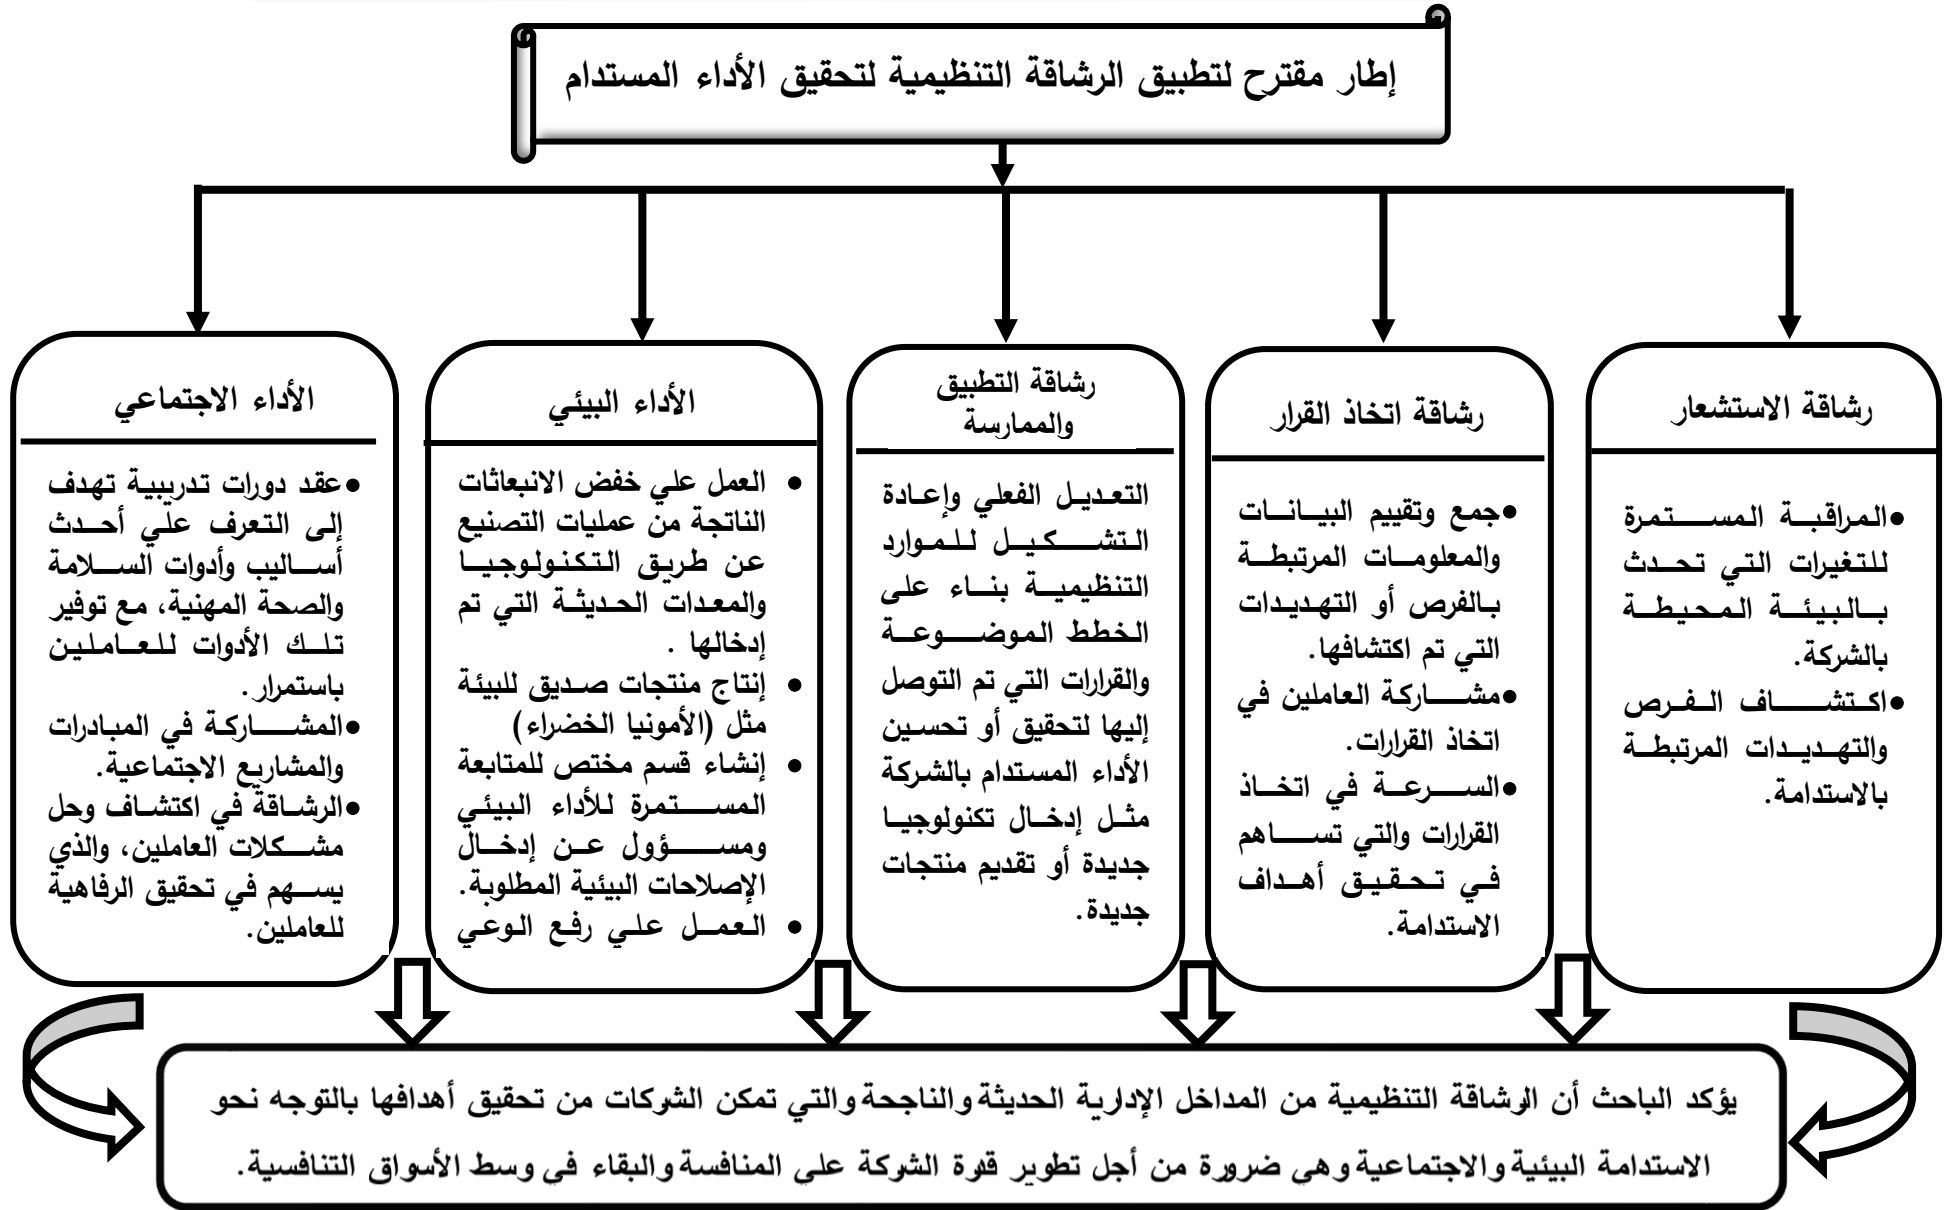 إطار مقترح لتطبيق الرشاقة التنظيمية لتحقيق الأداء المستدام
رشاقة الاستشعار
●المراقبة المستمرة
للتغيرات التي تحدث
بالبيئة المحيطة
بالشركة.
●اكتشاف الفرص
والتهديدات المرتبطة
بالاستدامة.
رشاقة اتخاذ القرار
●جمع وتقييم البيانات
والمعلومات المرتبطة
بالفرص أو التهديدات
التي تم اكتشافها.
●مشاركة العاملين في
اتخاذ القرارات.
●السرعة في اتخاذ
القرارات والتي تساهم
في تحقيق أهداف
الاستدامة.
رشاقة التطبيق
والممارسة
التعديل الفعلي وإعادة
التشكيل للموارد
التنظيمية بناء على
الخطط الموضوعة
والقرارات التي تم التوصل
إليها لتحقيق أو تحسين
الأداء المستدام بالشركة
مثل إدخال تكنولوجيا
جديدة أو تقديم منتجات
جديدة.
الأداء البيئي
● العمل علي خفض الانبعاثات
الناتجة من عمليات التصنيع
عن طريق التكنولوجيا
والمعدات الحديثة التي تم
إدخالها .
● إنتاج منتجات صديق للبيئة
مثل (الأمونيا الخضراء)
● إنشاء قسم مختص للمتابعة
المستمرة للأداء البيئي
ومسؤول عن إدخال
الإصلاحات البيئية المطلوبة.
● العمل علي رفع الوعي
الأداء الاجتماعي
●عقد دورات تدريبية تهدف
إلى التعرف علي أحدث
أساليب وأدوات السلامة
والصحة المهنية، مع توفير
تلك الأدوات للعاملين
باستمرار.
●المشاركة في المبادرات
والمشاريع الاجتماعية.
●الرشاقة في اكتشاف وحل
مشكلات العاملين، والذي
يسهم في تحقيق الرفاهية
للعاملين.
يؤكد الباحث أن الرشاقة التنظيمية من المداخل الإدارية الحديثة والناجحة والتي تمكن الشركات من تحقيق أهدافها بالتوجه نحو
الاستدامة البيئية والاجتماعية وهي ضرورة من أجل تطوير قدرة الشركة علي المنافسة والبقاء في وسط الأسواق التنافسية.